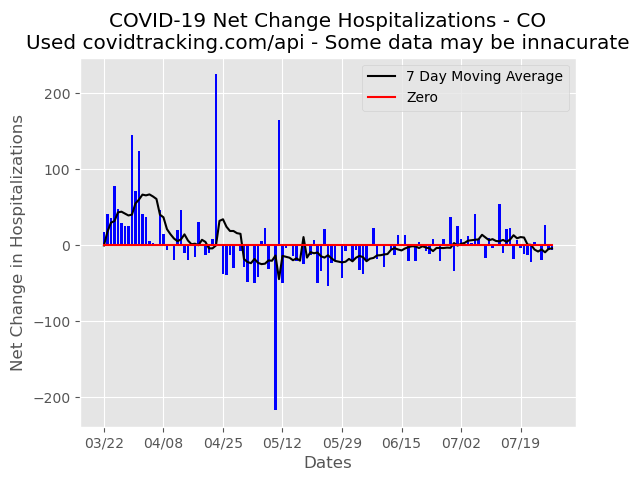 COVID-19 Net Change Hospitalizations - CO
Used covidtracking.com/api - Some data may be innacurate
7 Day Moving Average
Zero
Net Change in Hospitalizations
200
100
0
−100
−200
03/22 04/08 04/25 05/12 05/29 06/15 07/02 07/19
Dates